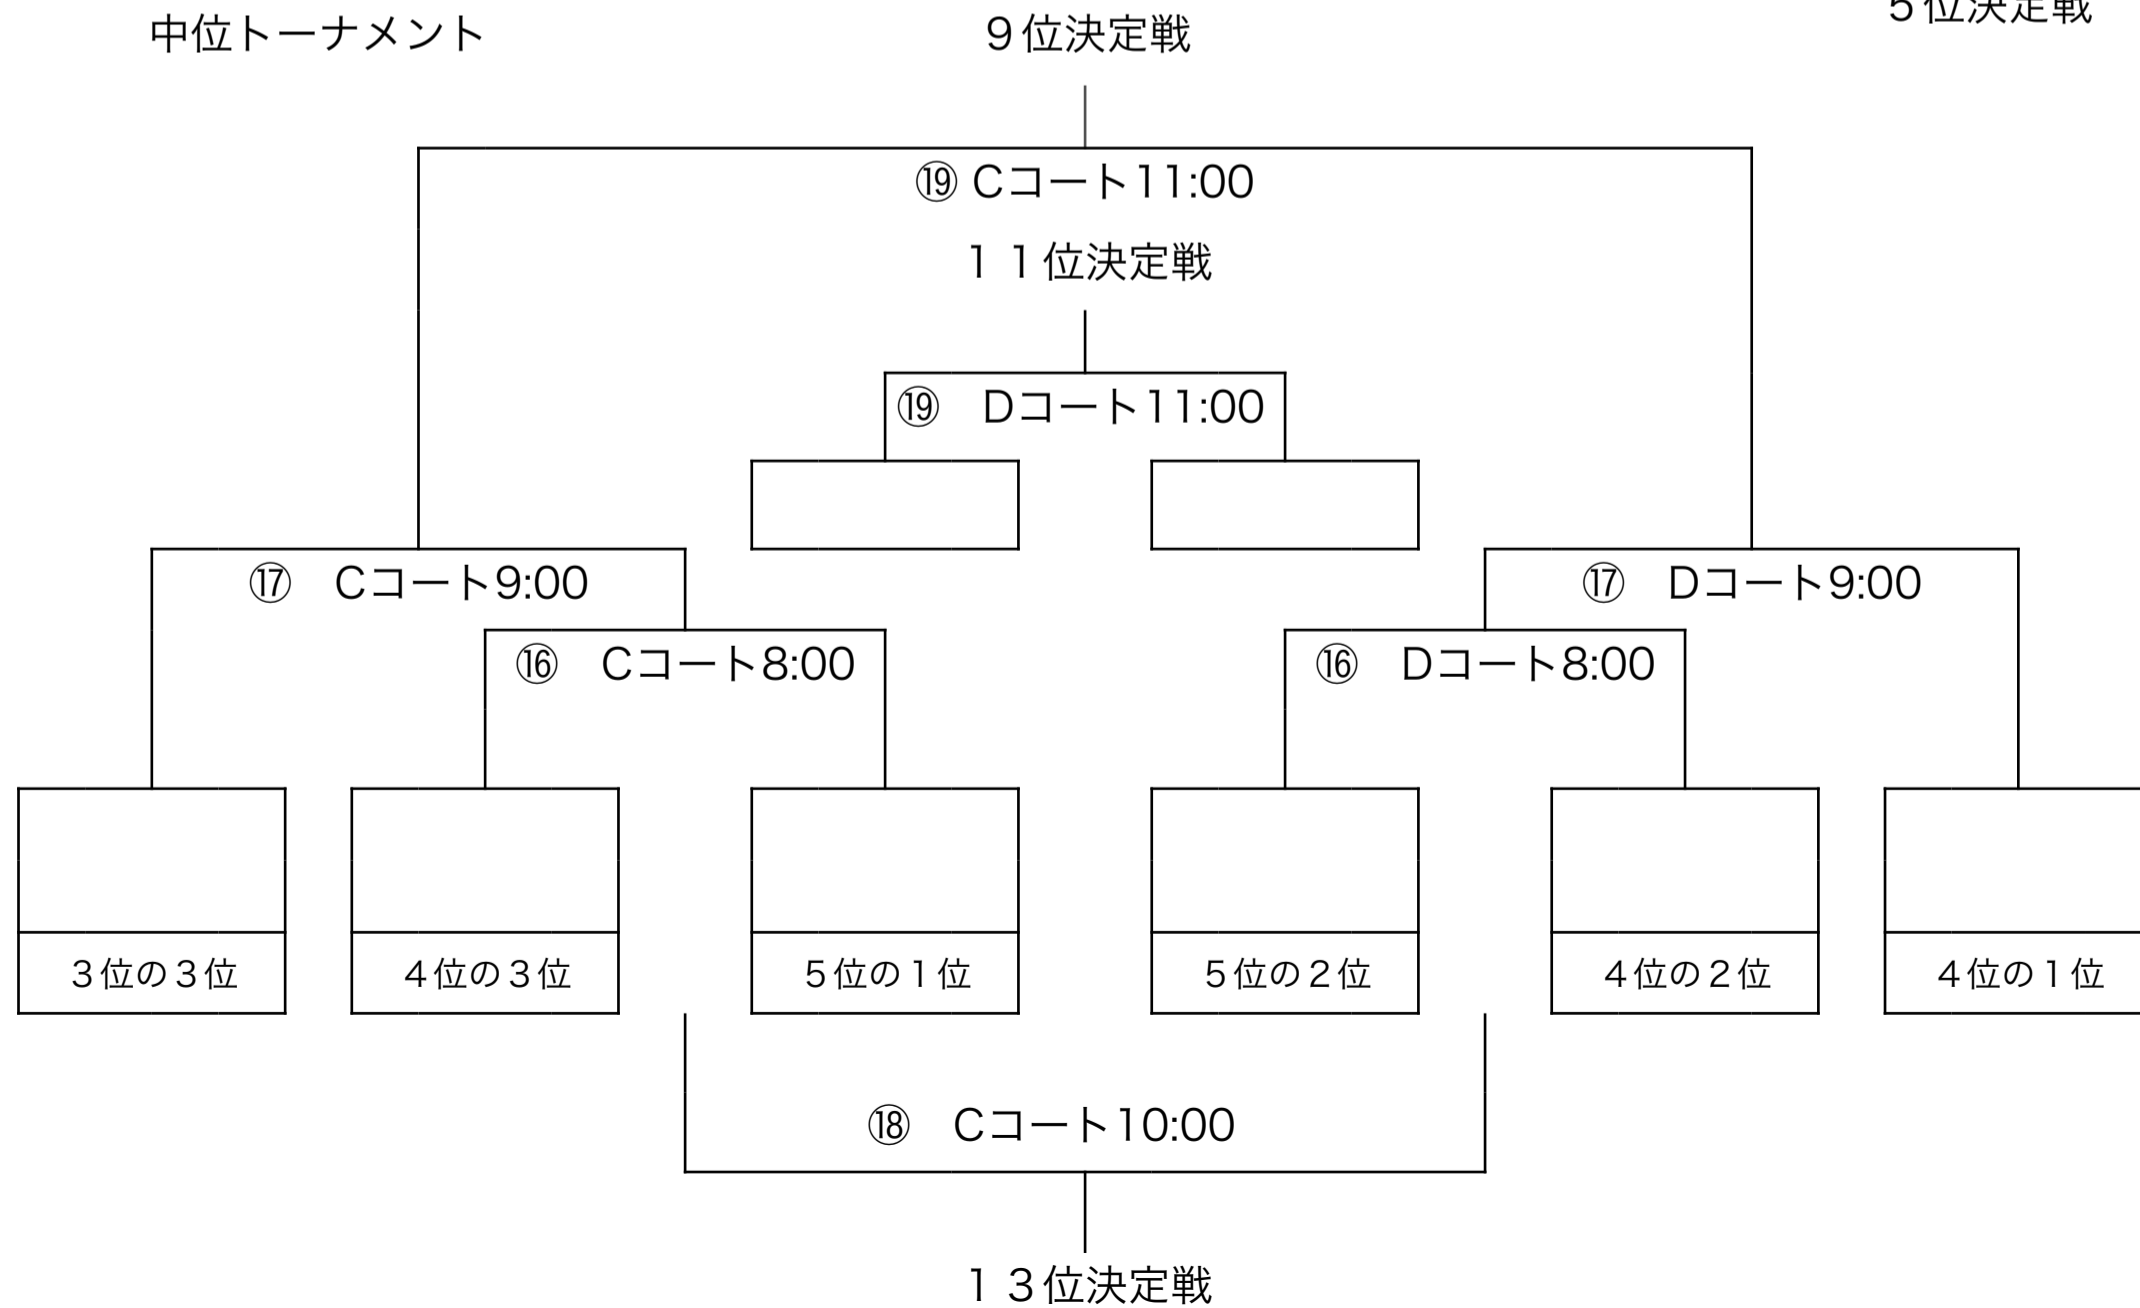 ５位決定戦
中位トーナメント　９位決定戦
⑲ Cコート11:00
１１位決定戦
⑲　Dコート11:00
⑰　Cコート9:00　⑰　Dコート9:00
⑯　Cコート8:00　⑯　Dコート8:00
３位の３位　４位の３位　５位の１位　５位の２位　４位の２位　４位の１位
⑱　Cコート10:00
１３位決定戦